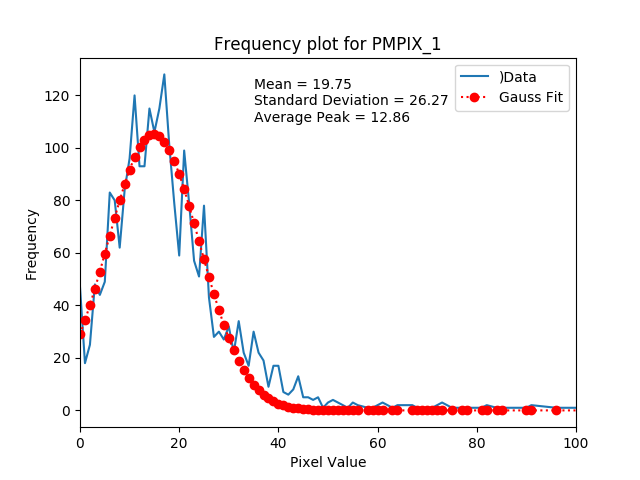 Frequency plot for PMPIX_1
Mean = 19.75
Standard Deviation = 26.27
Average Peak = 12.86
)Data
Gauss Fit
Frequency
120
100
80
60
40
20
0
0 20 40 60 80 100
Pixel Value